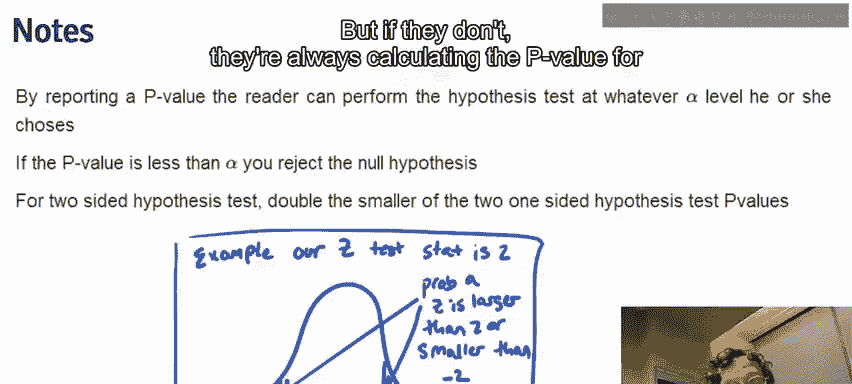 Notes
But if they don't,
they're always calculating the P-value for
By reporting a P-value the reader can perform the hypothesis test at whatever α level he or she
choses
If the P-value is less than α you reject the null hypothesis
For two sided hypothesis test, double the smaller of the two one sided hypothesis test Pvalues
Example our Z test stat is 2
prob a
Z is larger
than 2 or
smaller than
-2